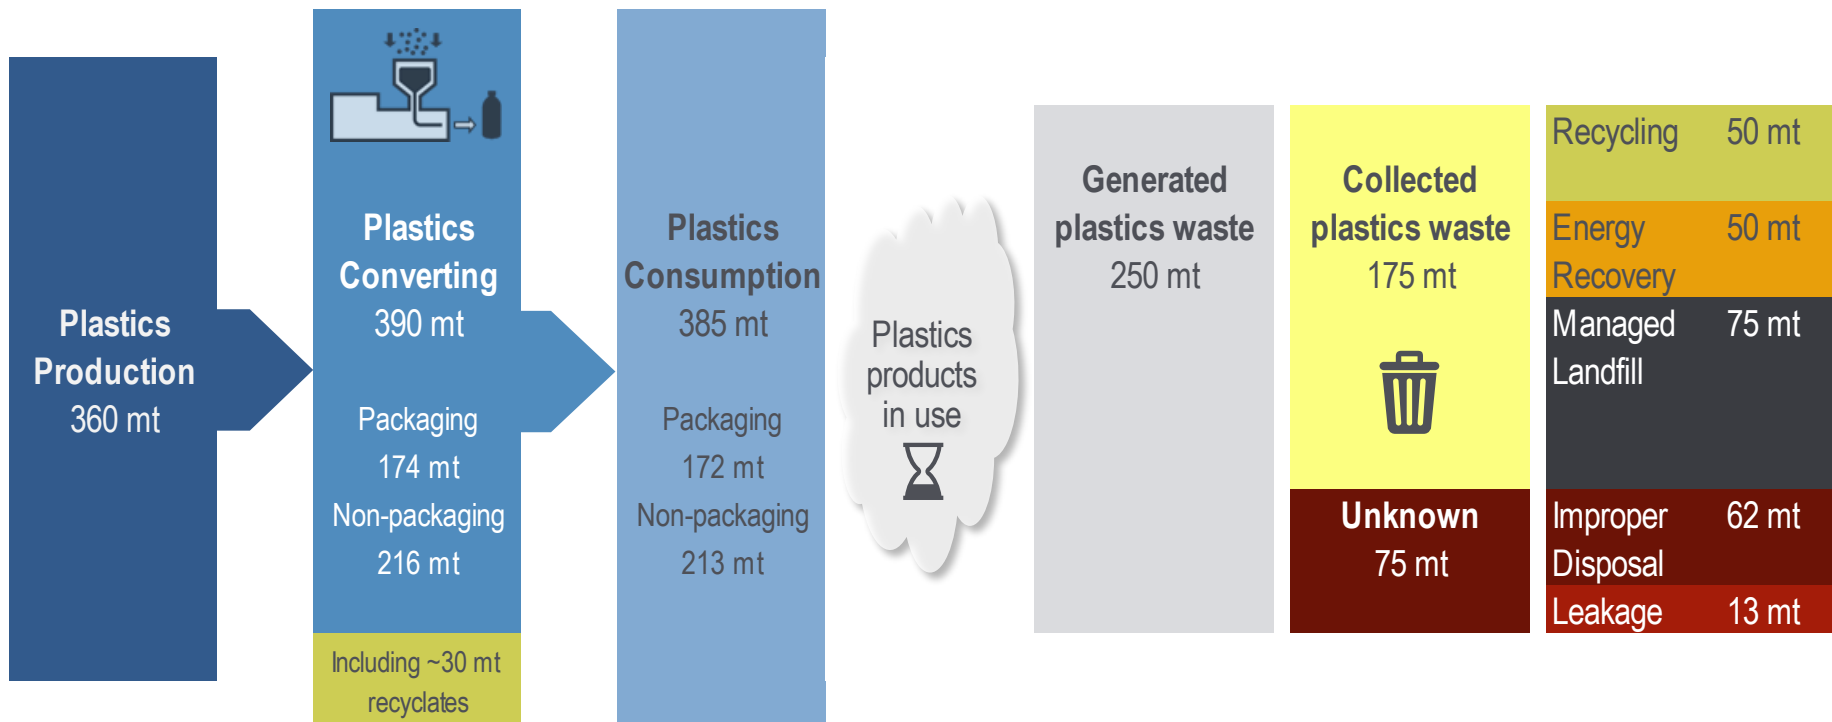 Plastics
Production
360 mt
Plastics
Converting
390 mt
Packaging
174 mt
Non-packaging
216 mt
Including ~30 mt
recyclates
Plastics
Consumption
385 mt
Packaging
172 mt
Non-packaging
213 mt
Plastics
products
in use
Generated
plastics waste
250 mt
Collected
plastics waste
175 mt
Unknown
75 mt
Recycling 50 mt
Energy 50 mt
Recovery
Managed 75 mt
Landfill
Improper 62 mt
Disposal
Leakage 13 mt